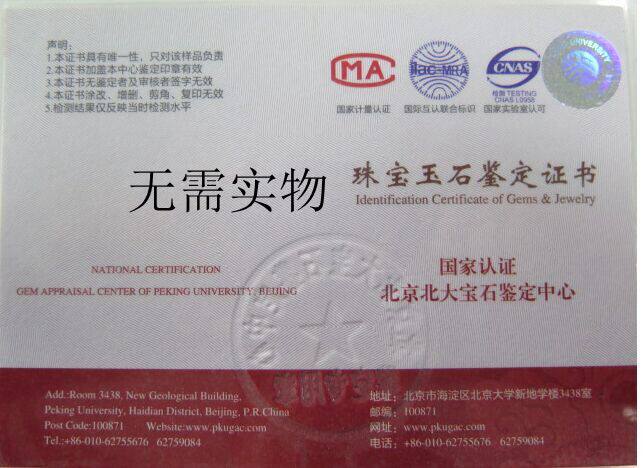 声明：
1.本证书具有唯一性，只对该样品负责
2.本证书加盖本中心鉴定印章有效
3.本证书无鉴定者及审核者签字无效
4.本证书涂改、增删、剪角、复印无效
5.检测结果仅反映当时检测水平
MA
ilac-MRA
CNAS
检测 TESTING
CNAS L0958
UNIVERSITY
国家计量认证
国际互认联合标识
国家实验室认可
无需实物
珠宝玉石鉴定证书
Identification Certificate of Gems & Jewelry
NATIONAL CERTIFICATION
GEM APPRAISAL CENTER OF PEKING UNIVERSITY, BEIJING
国家认证
北京北大宝石鉴定中心
Add.:Room 3438, New Geological Building,
Peking University, Haidian District, Beijing, P.R.China
Post Code:100871 Website:www.pkugac.com
Tel.:+86-010-62755676 62759084
地址：北京市海淀区北京大学新地学楼3438室
邮编：100871
网址：www.pkugac.com
电话：+86-010-62755676 62759084